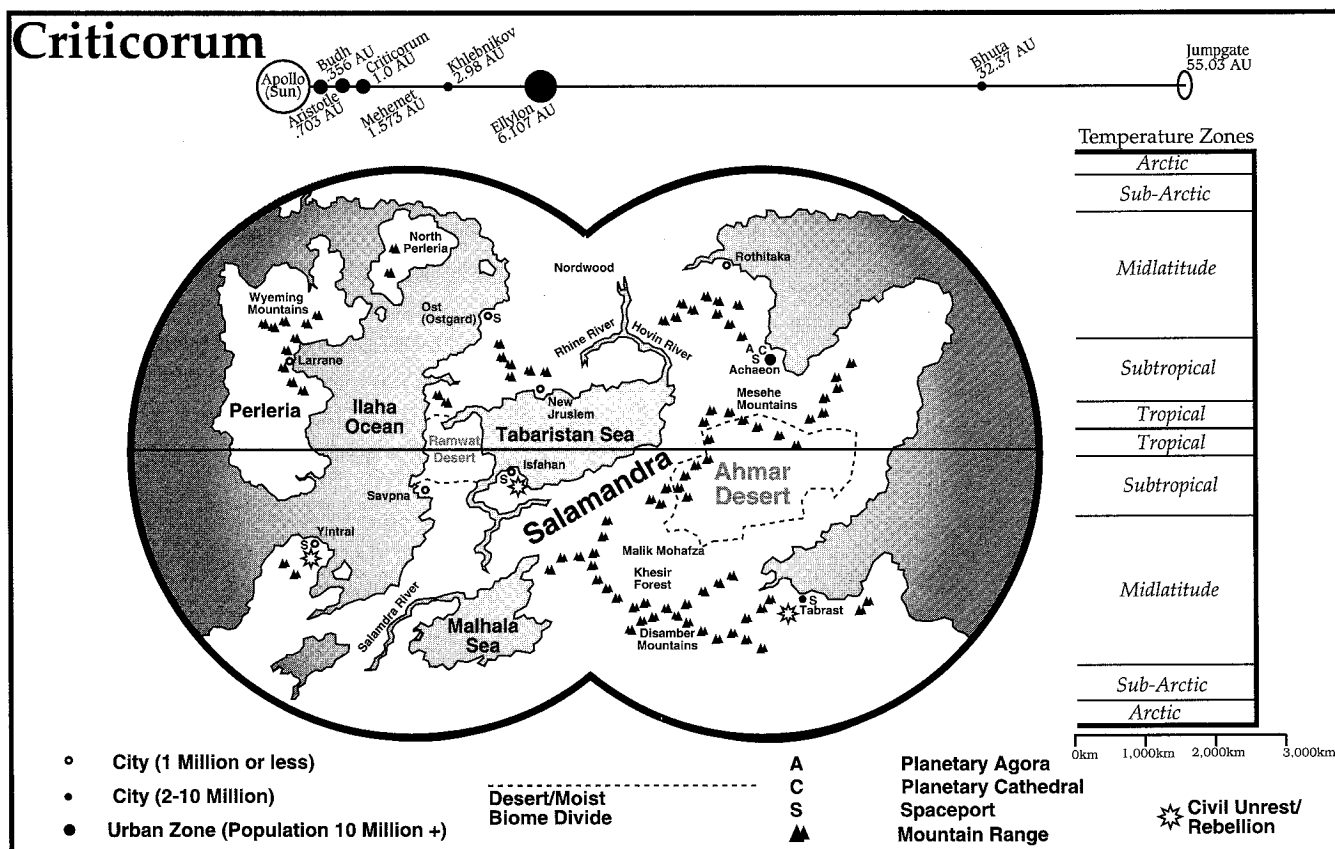 Criticorum
Apollo
(Sun)
Budh
.356 AU
Aristotle
.703 AU
Criticorum
1.0 AU
Mehemet
1.573 AU
Khlebnikov
2.98 AU
Ellylon
6.107 AU
Bhuta
32.37 AU
Jumpgate
55.03 AU
Temperature Zones
Arctic
Sub-Arctic
Midlatitude
Subtropical
Tropical
Tropical
Subtropical
Midlatitude
Sub-Arctic
Arctic
0km
1,000km
2,000km
3,000km
North
Perleria
Nordwood
Rothitaka
Wyeming
Mountains
Ost
(Ostgard)
S
Rhine River
Hovin River
Larrane
A
C
S
Achaeon
Perleria
Ilaha
Ocean
New
Jruslem
Mesehe
Mountains
Tabaristan Sea
Ramwat
Desert
Isfahan
S
Salamandra
Ahmar
Desert
Savpna
Yintrai
S
Malik Mohafza
Khesir
Forest
Salamdra River
Malhala
Sea
Disamber
Mountains
S
Tabrast
City (1 Million or less)
City (2-10 Million)
Urban Zone (Population 10 Million +)
Desert/Moist
Biome Divide
A Planetary Agora
C Planetary Cathedral
S Spaceport
Mountain Range
Civil Unrest/
Rebellion